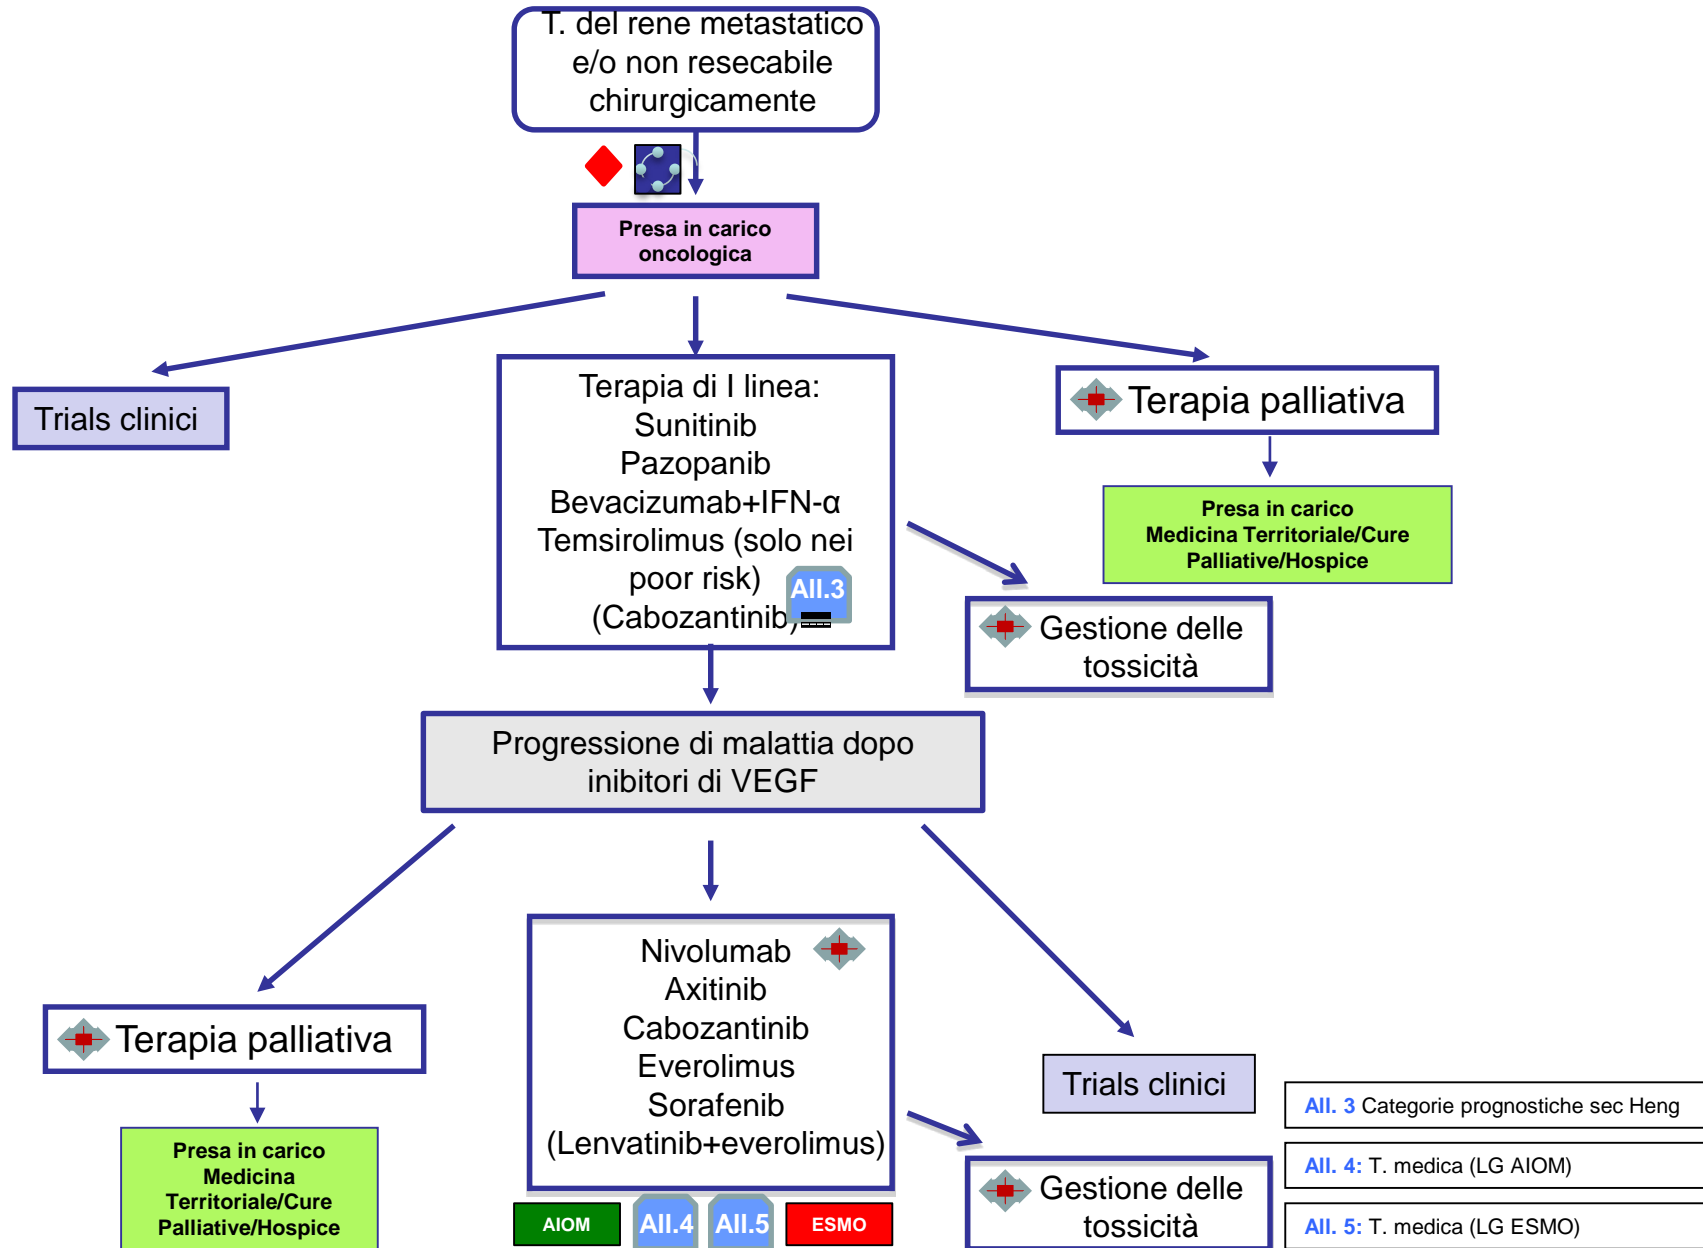 T. del rene metastatico
e/o non resecabile
chirurgicamente
Presa in carico
oncologica
Trials clinici
Terapia di I linea:
Sunitinib
Pazopanib
Bevacizumab+IFN-α
Temsirolimus (solo nei
poor risk)
(Cabozantinib)
All.3
Terapia palliativa
Presa in carico
Medicina Territoriale/Cure
Palliative/Hospice
Gestione delle
tossicità
Progressione di malattia dopo
inibitori di VEGF
Terapia palliativa
Presa in carico
Medicina
Territoriale/Cure
Palliative/Hospice
Nivolumab
Axitinib
Cabozantinib
Everolimus
Sorafenib
(Lenvatinib+everolimus)
AIOM
All.4
All.5
ESMO
Trials clinici
Gestione delle
tossicità
All. 3 Categorie prognostiche sec Heng
All. 4: T. medica (LG AIOM)
All. 5: T. medica (LG ESMO)